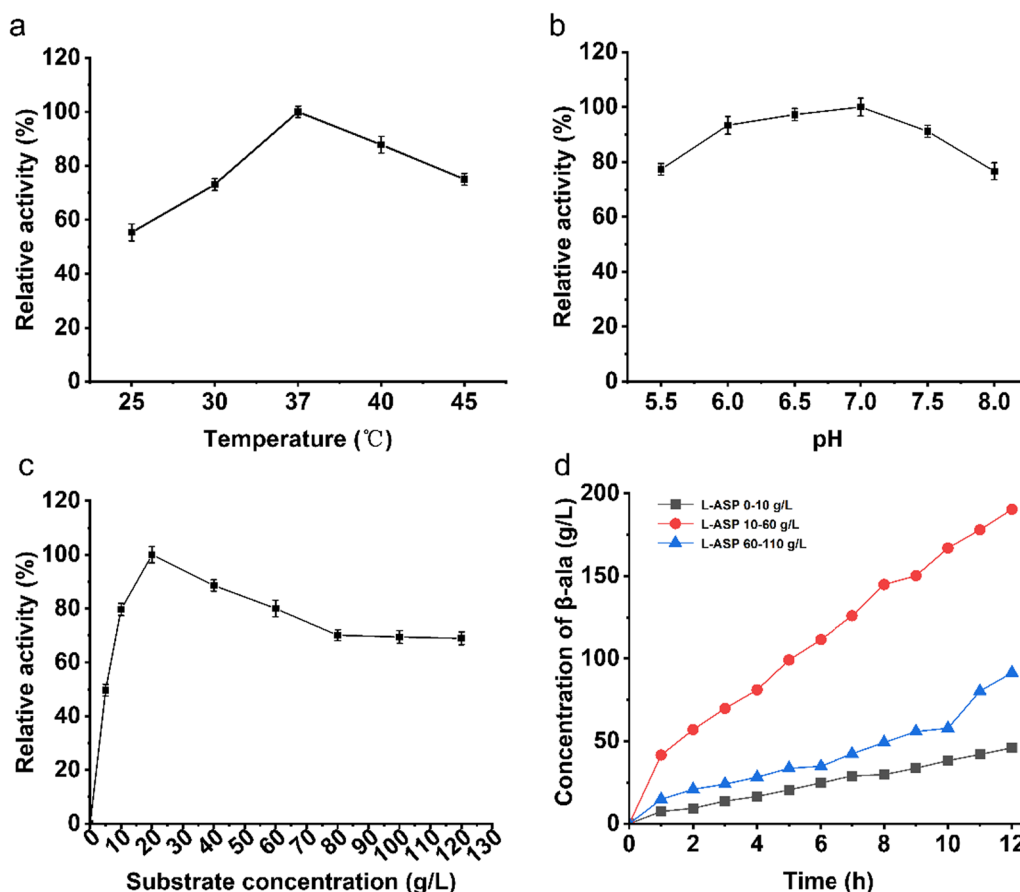 a
120
100
80
60
40
20
0
25 30 37 40 45
Relative activity (%)
Temperature (℃)
b
120
100
80
60
40
20
0
5.5 6.0 6.5 7.0 7.5 8.0
Relative activity (%)
pH
c
120
100
80
60
40
20
0
0 10 20 30 40 50 60 70 80 90 100 110 120 130
Relative activity (%)
Substrate concentration (g/L)
d
200
150
100
50
0
0 2 4 6 8 10 12
L-ASP 0-10 g/L
L-ASP 10-60 g/L
L-ASP 60-110 g/L
Concentration of β-ala (g/L)
Time (h)